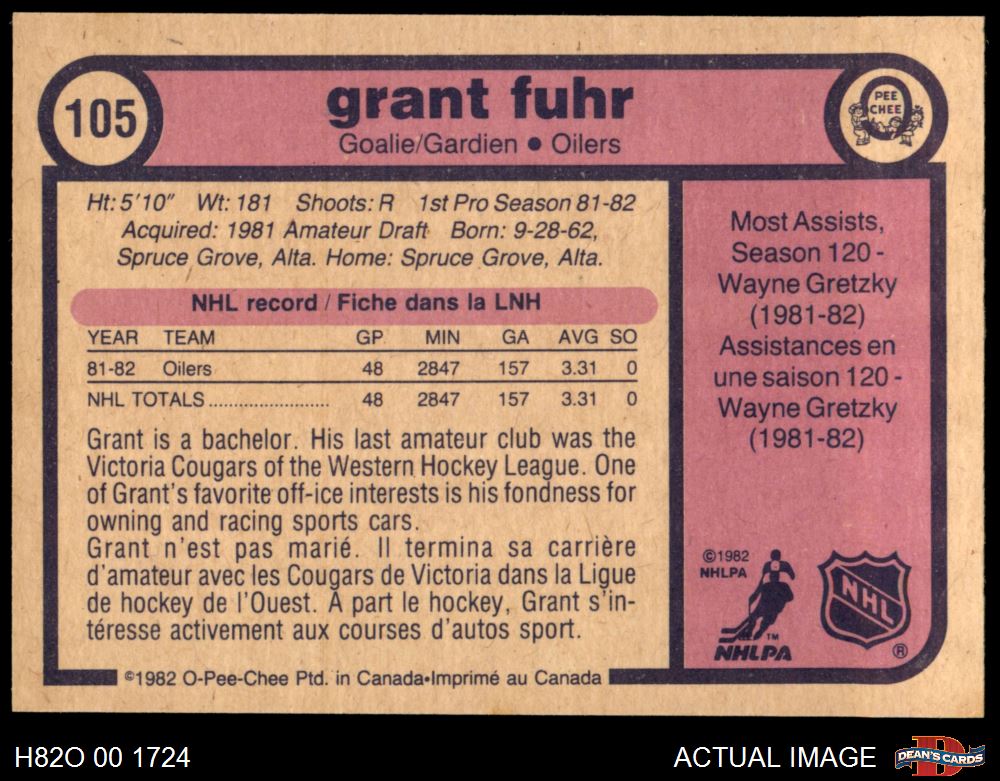 105
grant fuhr
Goalie/Gardien • Oilers
O
PEE
CHEE
Ht: 5'10" Wt: 181 Shoots: R 1st Pro Season 81-82
Acquired: 1981 Amateur Draft Born: 9-28-62,
Spruce Grove, Alta. Home: Spruce Grove, Alta.
NHL record / Fiche dans la LNH
YEAR TEAM GP MIN GA AVG SO
81-82 Oilers 48 2847 157 3.31 0
NHL TOTALS....................... 48 2847 157 3.31 0
Grant is a bachelor. His last amateur club was the
Victoria Cougars of the Western Hockey League. One
of Grant's favorite off-ice interests is his fondness for
owning and racing sports cars.
Grant n'est pas marié. Il termina sa carrière
d'amateur avec les Cougars de Victoria dans la Ligue
de hockey de l'Ouest. A part le hockey, Grant s'in-
téresse activement aux courses d'autos sport.
©1982 O-Pee-Chee Ptd. in Canada•Imprimé au Canada
Most Assists,
Season 120 -
Wayne Gretzky
(1981-82)
Assistances en
une saison 120 -
Wayne Gretzky
(1981-82)
©1982
NHLPA
TM
NHLPA
NHL
®
H82O 00 1724
ACTUAL IMAGE
D
DEAN'S CARDS